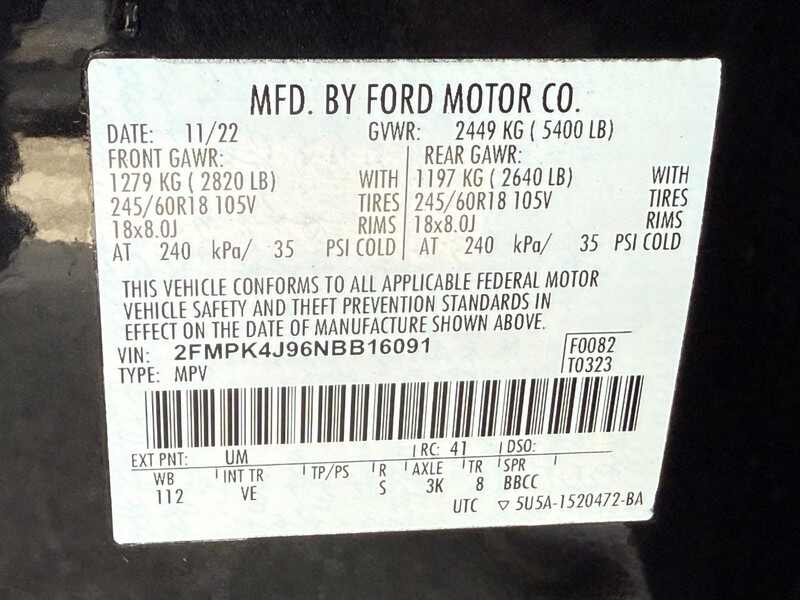 MFD. BY FORD MOTOR CO.
DATE: 11/22 GVWR: 2449 KG ( 5400 LB)
FRONT GAWR: REAR GAWR:
1279 KG ( 2820 LB) WITH 1197 KG ( 2640 LB) WITH
245/60R18 105V TIRES 245/60R18 105V TIRES
18x8.0J RIMS 18x8.0J RIMS
AT 240 kPa/ 35 PSI COLD AT 240 kPa/ 35 PSI COLD
THIS VEHICLE CONFORMS TO ALL APPLICABLE FEDERAL MOTOR
VEHICLE SAFETY AND THEFT PREVENTION STANDARDS IN
EFFECT ON THE DATE OF MANUFACTURE SHOWN ABOVE.
VIN: 2FMPK4J96NBB16091 F0082
TYPE: MPV T0323
EXT PNT: UM RC: 41 DSO:
WB INT TR TP/PS R AXLE TR SPR
112 VE S 3K 8 BBCC
UTC ▽ 5U5A-1520472-BA